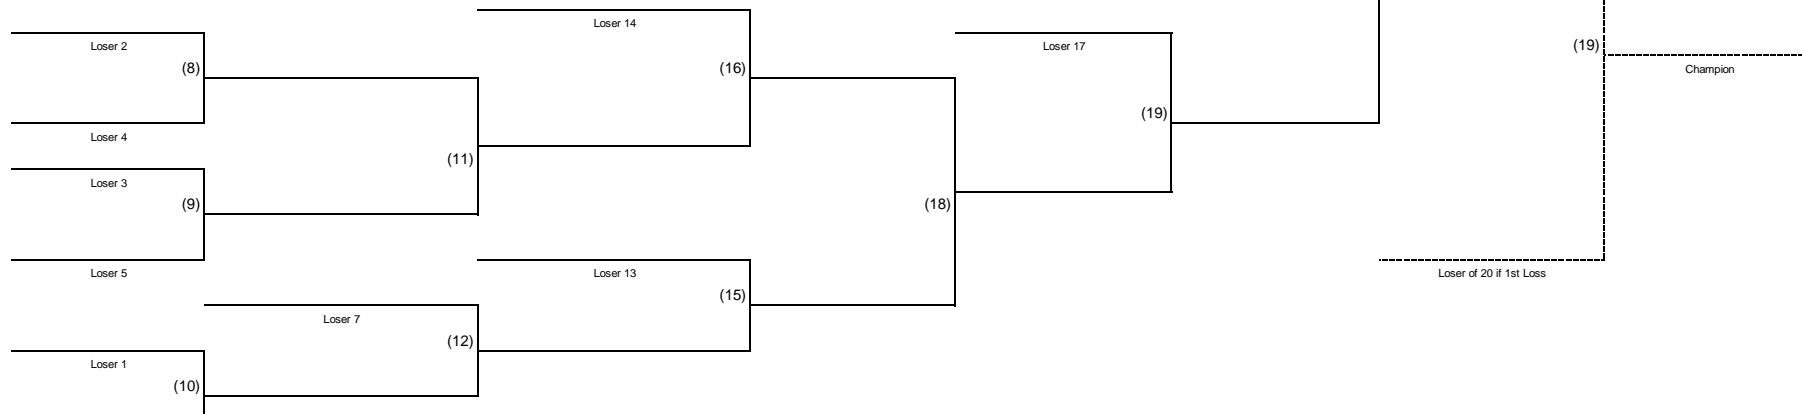 Loser 14
Loser 2
Loser 17
(19)
(8)
(16)
Champion
(19)
Loser 4
(11)
Loser 3
(9)
(18)
Loser 5
Loser 13
Loser of 20 if 1st Loss
(15)
Loser 7
(12)
Loser 1
(10)